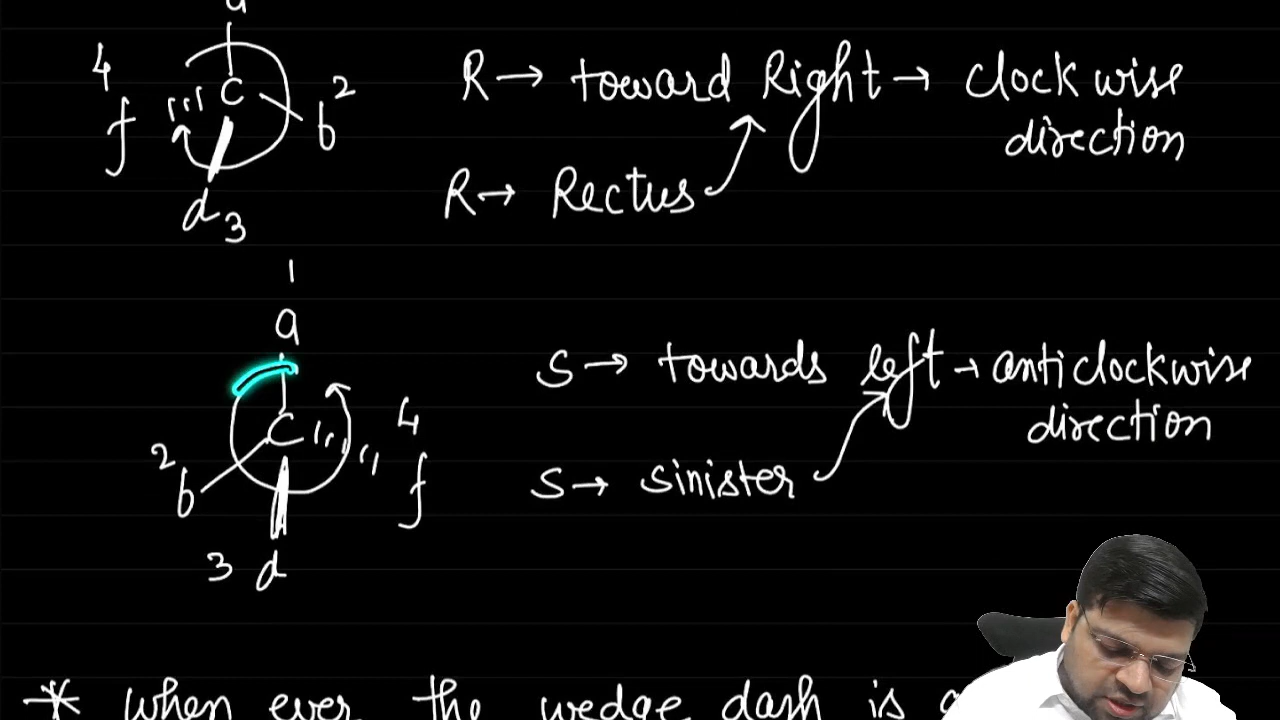 a
4
C
2
f
b
d
3
R → toward Right → clockwise
direction
R → Rectus
1
a
C
4
2
b
f
3 d
S → towards left → anticlockwise
direction
S → sinister
* when ever the wedge dash is